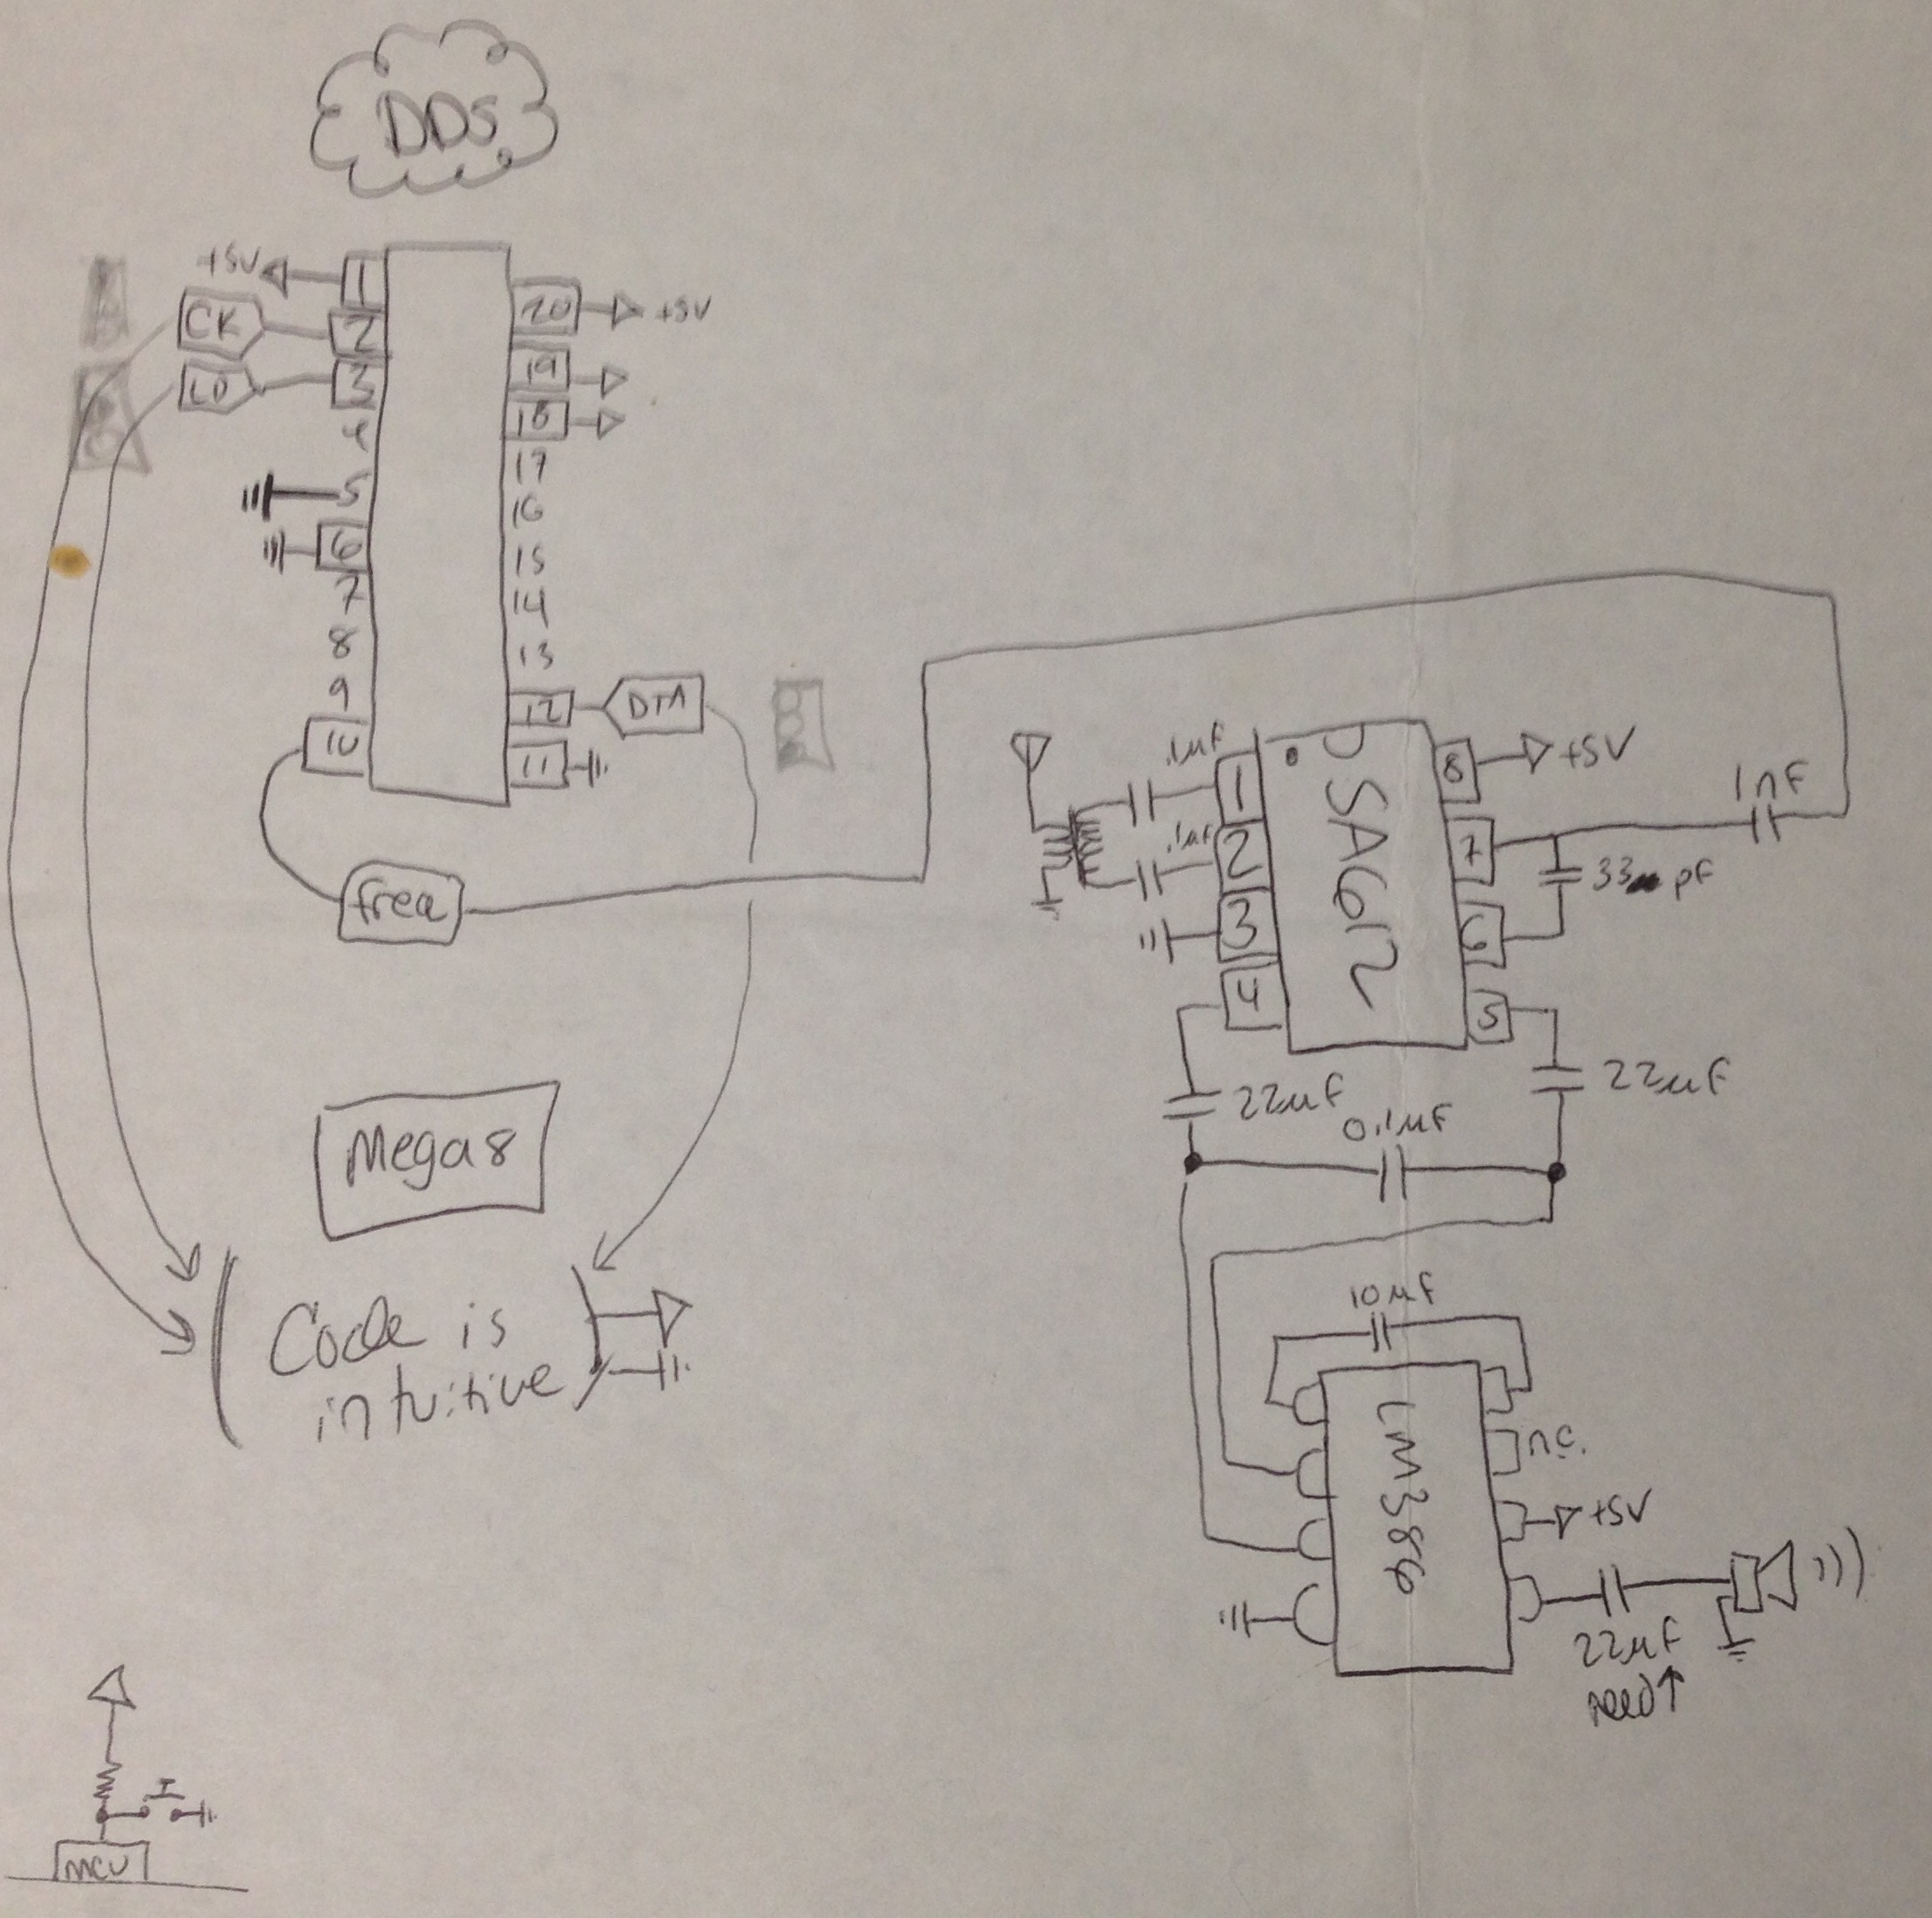 DDS
+5V
1
CK
2
LD
3
4
5
6
7
8
9
10
20
+5V
19
18
17
16
15
14
13
12
DTA
11
freq
Mega8
Code is
intuitive
MCU
.1uF
.1uF
1
2
3
4
SA612
8
+5V
7
6
5
1nF
33 pF
22uF
22uF
0.1uF
10uF
LM386
n.c.
+5V
22uF
need↑